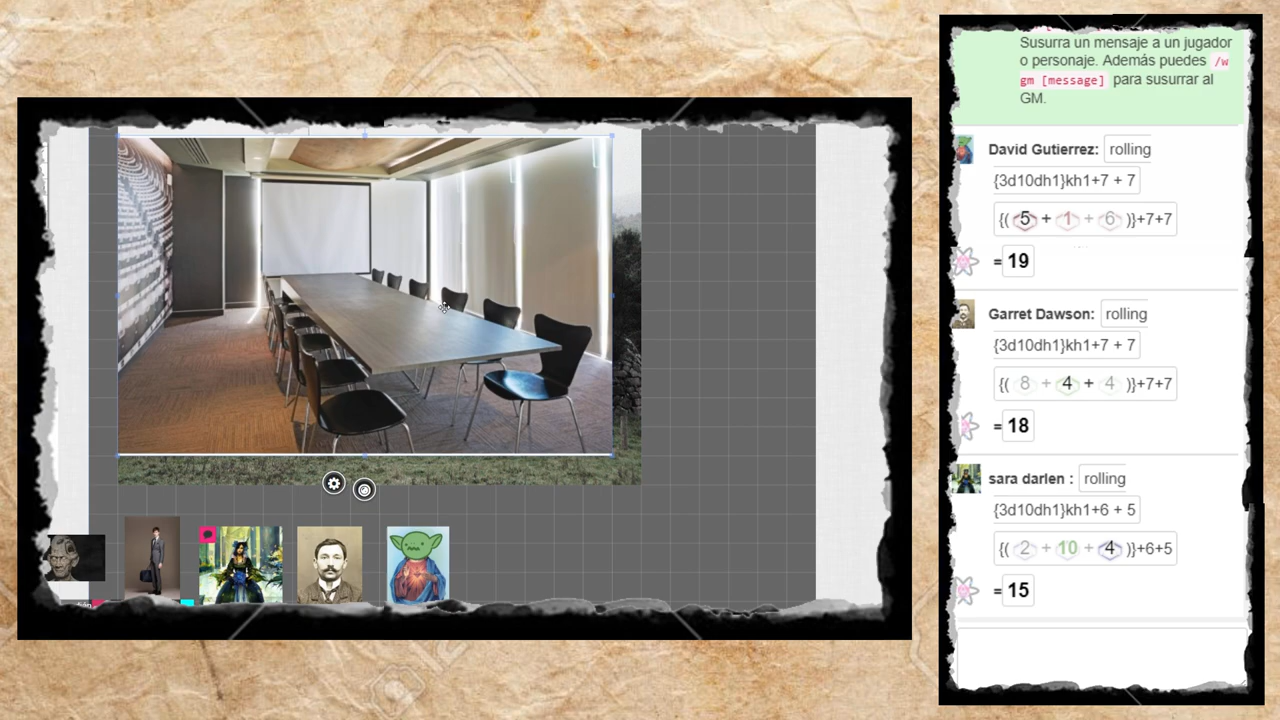 Susurra un mensaje a un jugador
o personaje. Además puedes /w
gm [message] para susurrar al
GM.
David Gutierrez: rolling
{3d10dh1}kh1+7 + 7
{( 5 + 1 + 6 )}+7+7
= 19
Garret Dawson: rolling
{3d10dh1}kh1+7 + 7
{( 8 + 4 + 4 )}+7+7
= 18
sara darlen : rolling
{3d10dh1}kh1+6 + 5
{( 2 + 10 + 4 )}+6+5
= 15